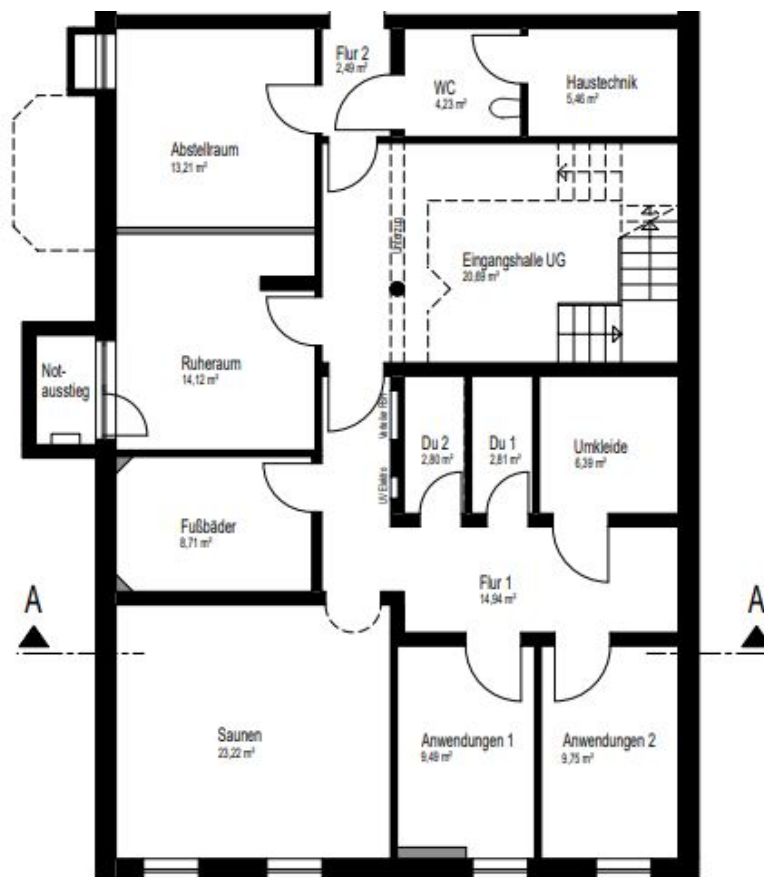 Flur 2
2,49 m²
WC
4,23 m²
Haustechnik
5,46 m²
Abstellraum
13,21 m²
Unterzug
Eingangshalle UG
20,69 m²
Ruheraum
14,12 m²
Not-
ausstieg
Verteiler FBH
Du 2
2,80 m²
Du 1
2,81 m²
Umkleide
6,39 m²
UV Elektro
Fußbäder
8,71 m²
Flur 1
14,94 m²
A
A
Saunen
23,22 m²
Anwendungen 1
9,49 m²
Anwendungen 2
9,75 m²